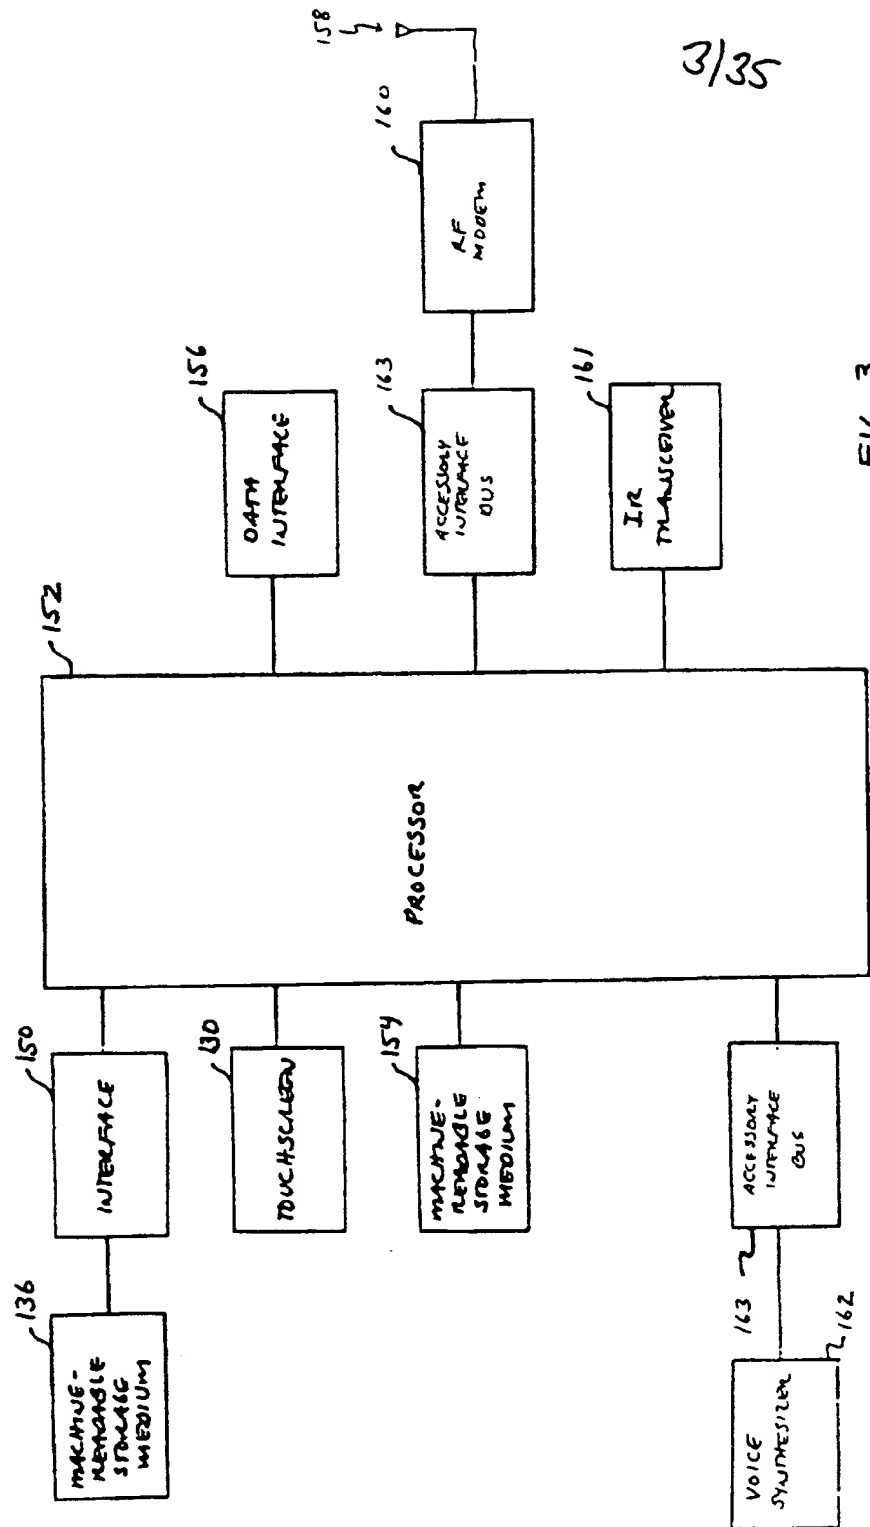 3/35
158
160
RF
MODEM
156
DATA
INTERFACE
163
ACCESSORY
INTERFACE
BUS
161
IR
TRANSCEIVER
FIG. 3
152
PROCESSOR
150
INTERFACE
130
TOUCHSCREEN
154
MACHINE-
READABLE
STORAGE
MEDIUM
ACCESSORY
INTERFACE
BUS
163
136
MACHINE-
READABLE
STORAGE
MEDIUM
162
VOICE
SYNTHESIZER